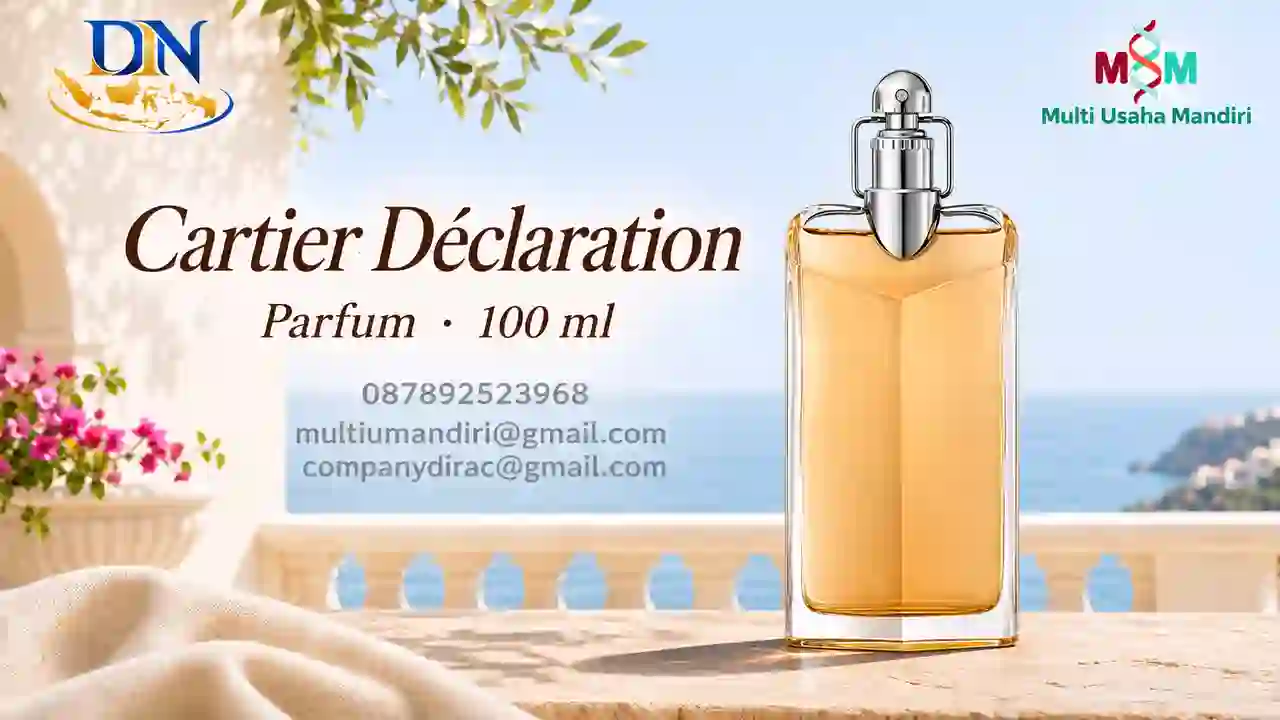 DN
MSM
Multi Usaha Mandiri
Cartier Déclaration
Parfum · 100 ml
087892523968
multiumandiri@gmail.com
companydirac@gmail.com